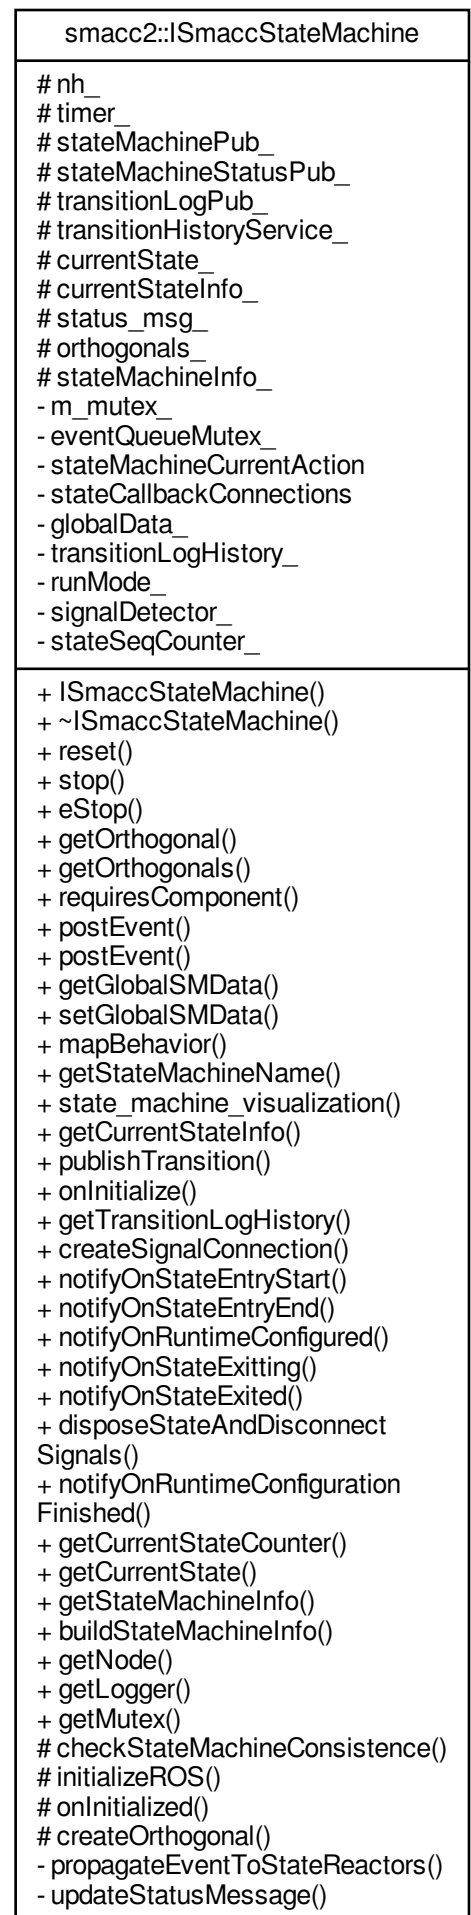 smacc2::ISmaccStateMachine
# nh_
# timer_
# stateMachinePub_
# stateMachineStatusPub_
# transitionLogPub_
# transitionHistoryService_
# currentState_
# currentStateInfo_
# status_msg_
# orthogonals_
# stateMachineInfo_
- m_mutex_
- eventQueueMutex_
- stateMachineCurrentAction
- stateCallbackConnections
- globalData_
- transitionLogHistory_
- runMode_
- signalDetector_
- stateSeqCounter_
+ ISmaccStateMachine()
+ ~ISmaccStateMachine()
+ reset()
+ stop()
+ eStop()
+ getOrthogonal()
+ getOrthogonals()
+ requiresComponent()
+ postEvent()
+ postEvent()
+ getGlobalSMData()
+ setGlobalSMData()
+ mapBehavior()
+ getStateMachineName()
+ state_machine_visualization()
+ getCurrentStateInfo()
+ publishTransition()
+ onInitialize()
+ getTransitionLogHistory()
+ createSignalConnection()
+ notifyOnStateEntryStart()
+ notifyOnStateEntryEnd()
+ notifyOnRuntimeConfigured()
+ notifyOnStateExitting()
+ notifyOnStateExited()
+ disposeStateAndDisconnect
Signals()
+ notifyOnRuntimeConfiguration
Finished()
+ getCurrentStateCounter()
+ getCurrentState()
+ getStateMachineInfo()
+ buildStateMachineInfo()
+ getNode()
+ getLogger()
+ getMutex()
# checkStateMachineConsistence()
# initializeROS()
# onInitialized()
# createOrthogonal()
- propagateEventToStateReactors()
- updateStatusMessage()